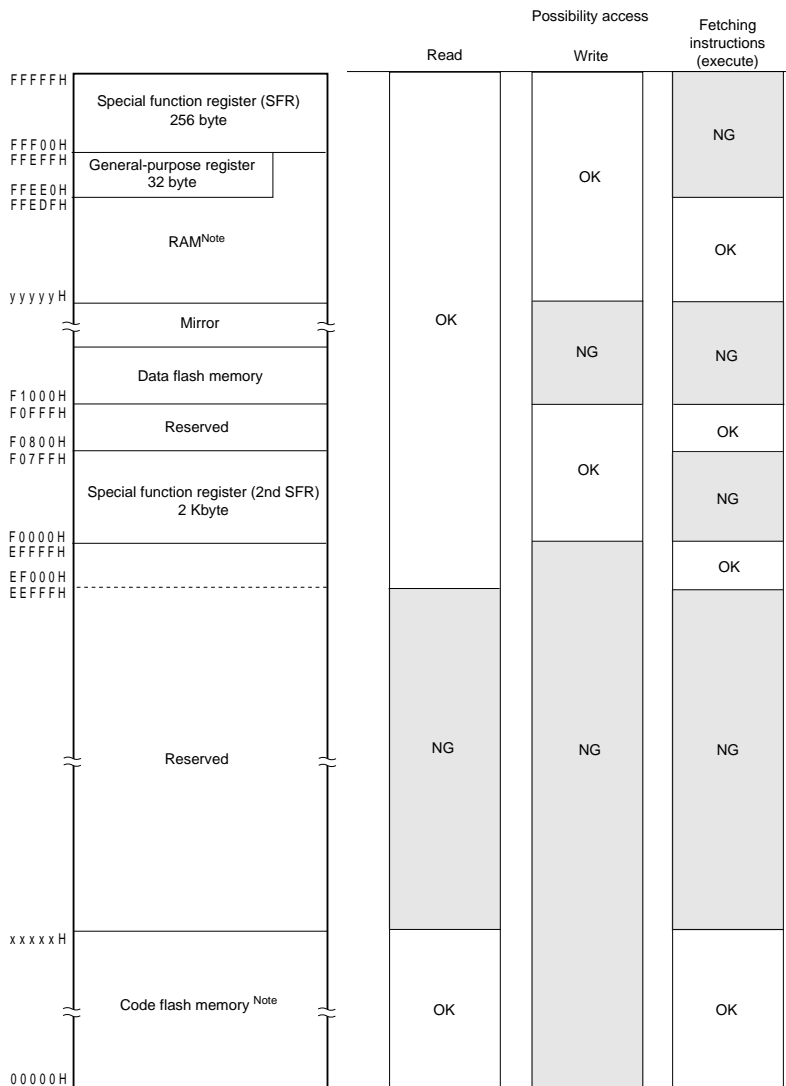 Possibility access
Read
Write
Fetching
instructions
(execute)
FFFFFH
Special function register (SFR)
256 byte
NG
FFF00H
FFEFFH
General-purpose register
32 byte
OK
FFEE0H
FFEDFH
RAM Note
OK
yyyyyH
Mirror
OK
NG
NG
Data flash memory
F1000H
F0FFFH
Reserved
OK
F0800H
F07FFH
OK
Special function register (2nd SFR)
2 Kbyte
NG
F0000H
EFFFFH
OK
EF000H
EEFFFH
Reserved
NG
NG
NG
xxxxxH
Code flash memory Note
OK
OK
00000H